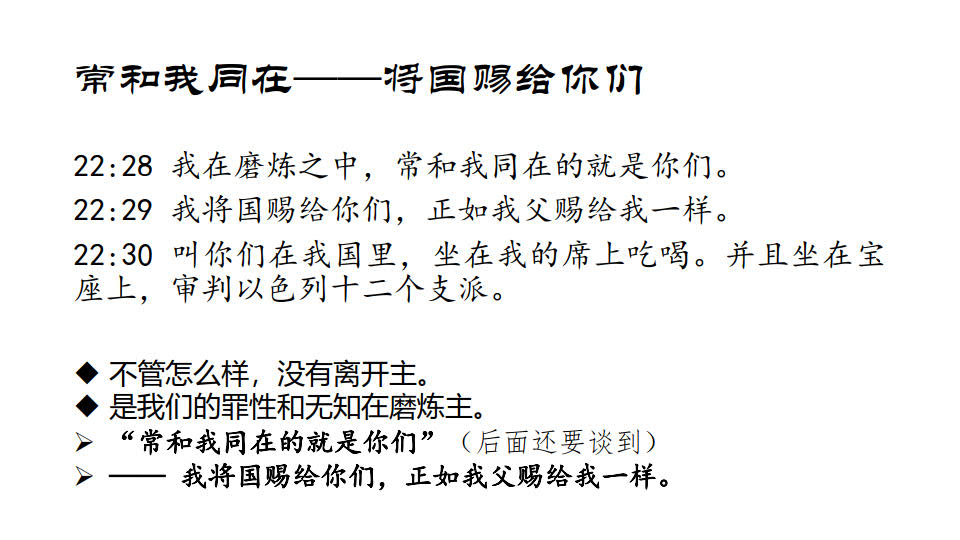 常和我同在——将国赐给你们
22:28 我在磨炼之中，常和我同在的就是你们。
22:29 我将国赐给你们，正如我父赐给我一样。
22:30 叫你们在我国里，坐在我的席上吃喝。并且坐在宝
座上，审判以色列十二个支派。
◆ 不管怎么样，没有离开主。
◆ 是我们的罪性和无知在磨炼主。
➢ “常和我同在的就是你们”（后面还要谈到）
➢ —— 我将国赐给你们，正如我父赐给我一样。